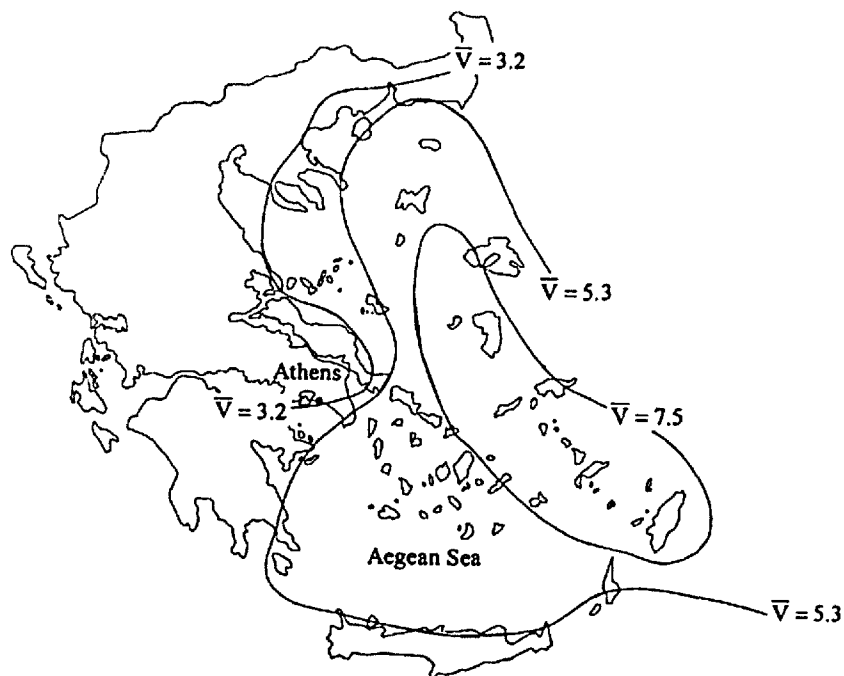 V̅ = 3.2
V̅ = 5.3
Athens
V̅ = 3.2
V̅ = 7.5
Aegean Sea
V̅ = 5.3